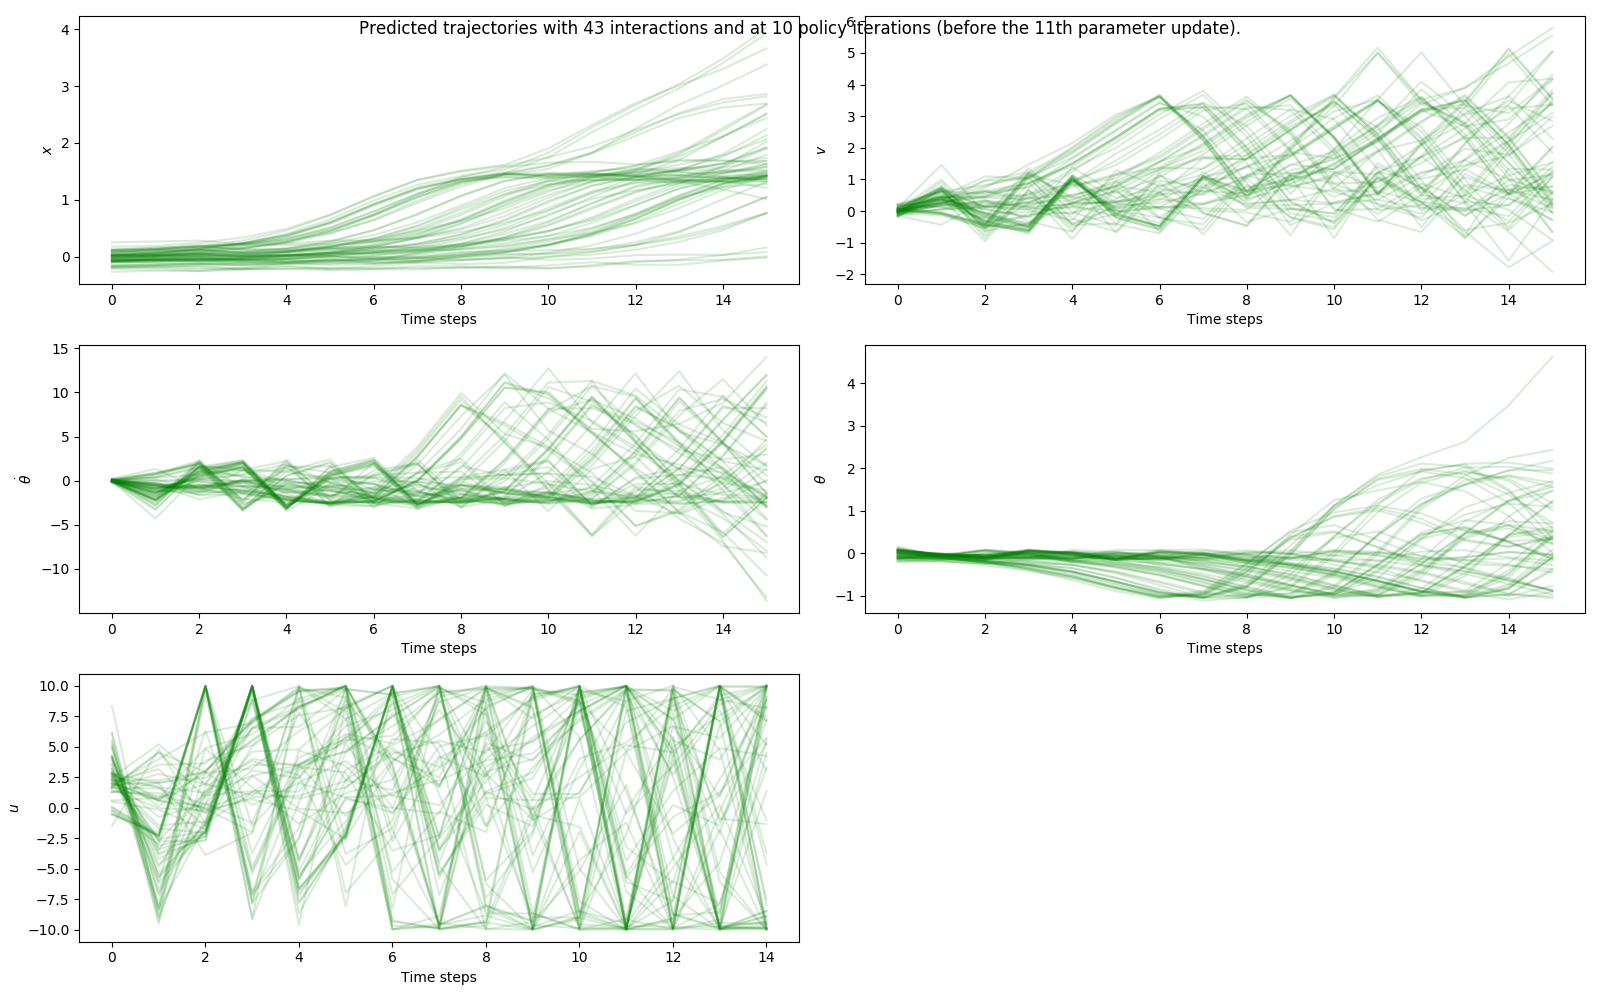 Predicted trajectories with 43 interactions and at 10 policy iterations (before the 11th parameter update).
4
3
2
1
0
x
0 2 4 6 8 10 12 14
Time steps
6
5
4
3
2
1
0
−1
−2
v
0 2 4 6 8 10 12 14
Time steps
15
10
5
0
−5
−10
θ̇
0 2 4 6 8 10 12 14
Time steps
4
3
2
1
0
−1
θ
0 2 4 6 8 10 12 14
Time steps
10.0
7.5
5.0
2.5
0.0
−2.5
−5.0
−7.5
−10.0
u
0 2 4 6 8 10 12 14
Time steps